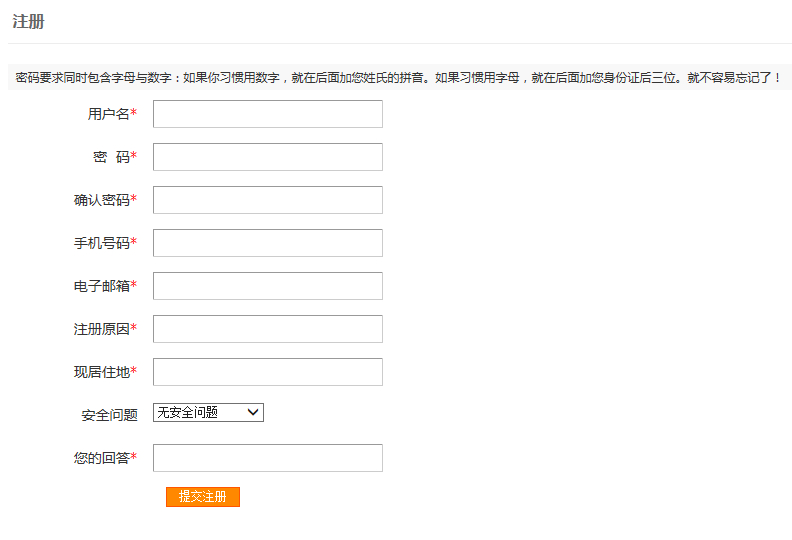 注册
密码要求同时包含字母与数字：如果你习惯用数字，就在后面加您姓氏的拼音。如果习惯用字母，就在后面加您身份证后三位。就不容易忘记了！
用户名*
密 码*
确认密码*
手机号码*
电子邮箱*
注册原因*
现居住地*
安全问题 无安全问题
您的回答*
提交注册